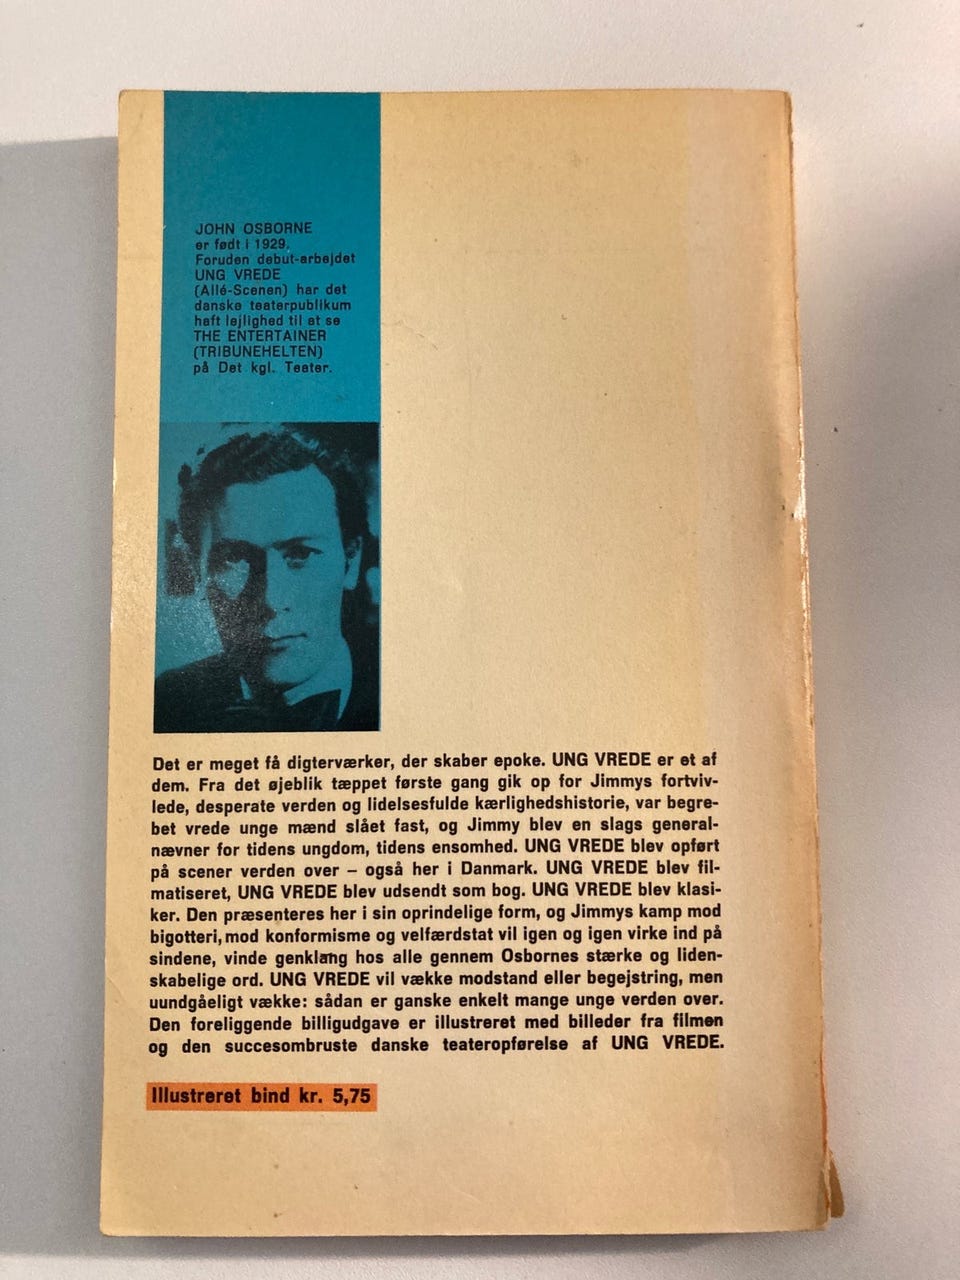 JOHN OSBORNE
er født i 1929.
Foruden debut-arbejdet
UNG VREDE
(Allé-Scenen) har det
danske teaterpublikum
haft lejlighed til at se
THE ENTERTAINER
(TRIBUNEHELTEN)
på Det kgl. Teater.
Det er meget få digterværker, der skaber epoke. UNG VREDE er et af
dem. Fra det øjeblik tæppet første gang gik op for Jimmys fortviv-
lede, desperate verden og lidelsesfulde kærlighedshistorie, var begre-
bet vrede unge mænd slået fast, og Jimmy blev en slags general-
nævner for tidens ungdom, tidens ensomhed. UNG VREDE blev opført
på scener verden over – også her i Danmark. UNG VREDE blev fil-
matiseret, UNG VREDE blev udsendt som bog. UNG VREDE blev klasi-
ker. Den præsenteres her i sin oprindelige form, og Jimmys kamp mod
bigotteri, mod konformisme og velfærdstat vil igen og igen virke ind på
sindene, vinde genklang hos alle gennem Osbornes stærke og liden-
skabelige ord. UNG VREDE vil vække modstand eller begejstring, men
uundgåeligt vække: sådan er ganske enkelt mange unge verden over.
Den foreliggende billigudgave er illustreret med billeder fra filmen
og den succesombruste danske teateropførelse af UNG VREDE.
Illustreret bind kr. 5,75